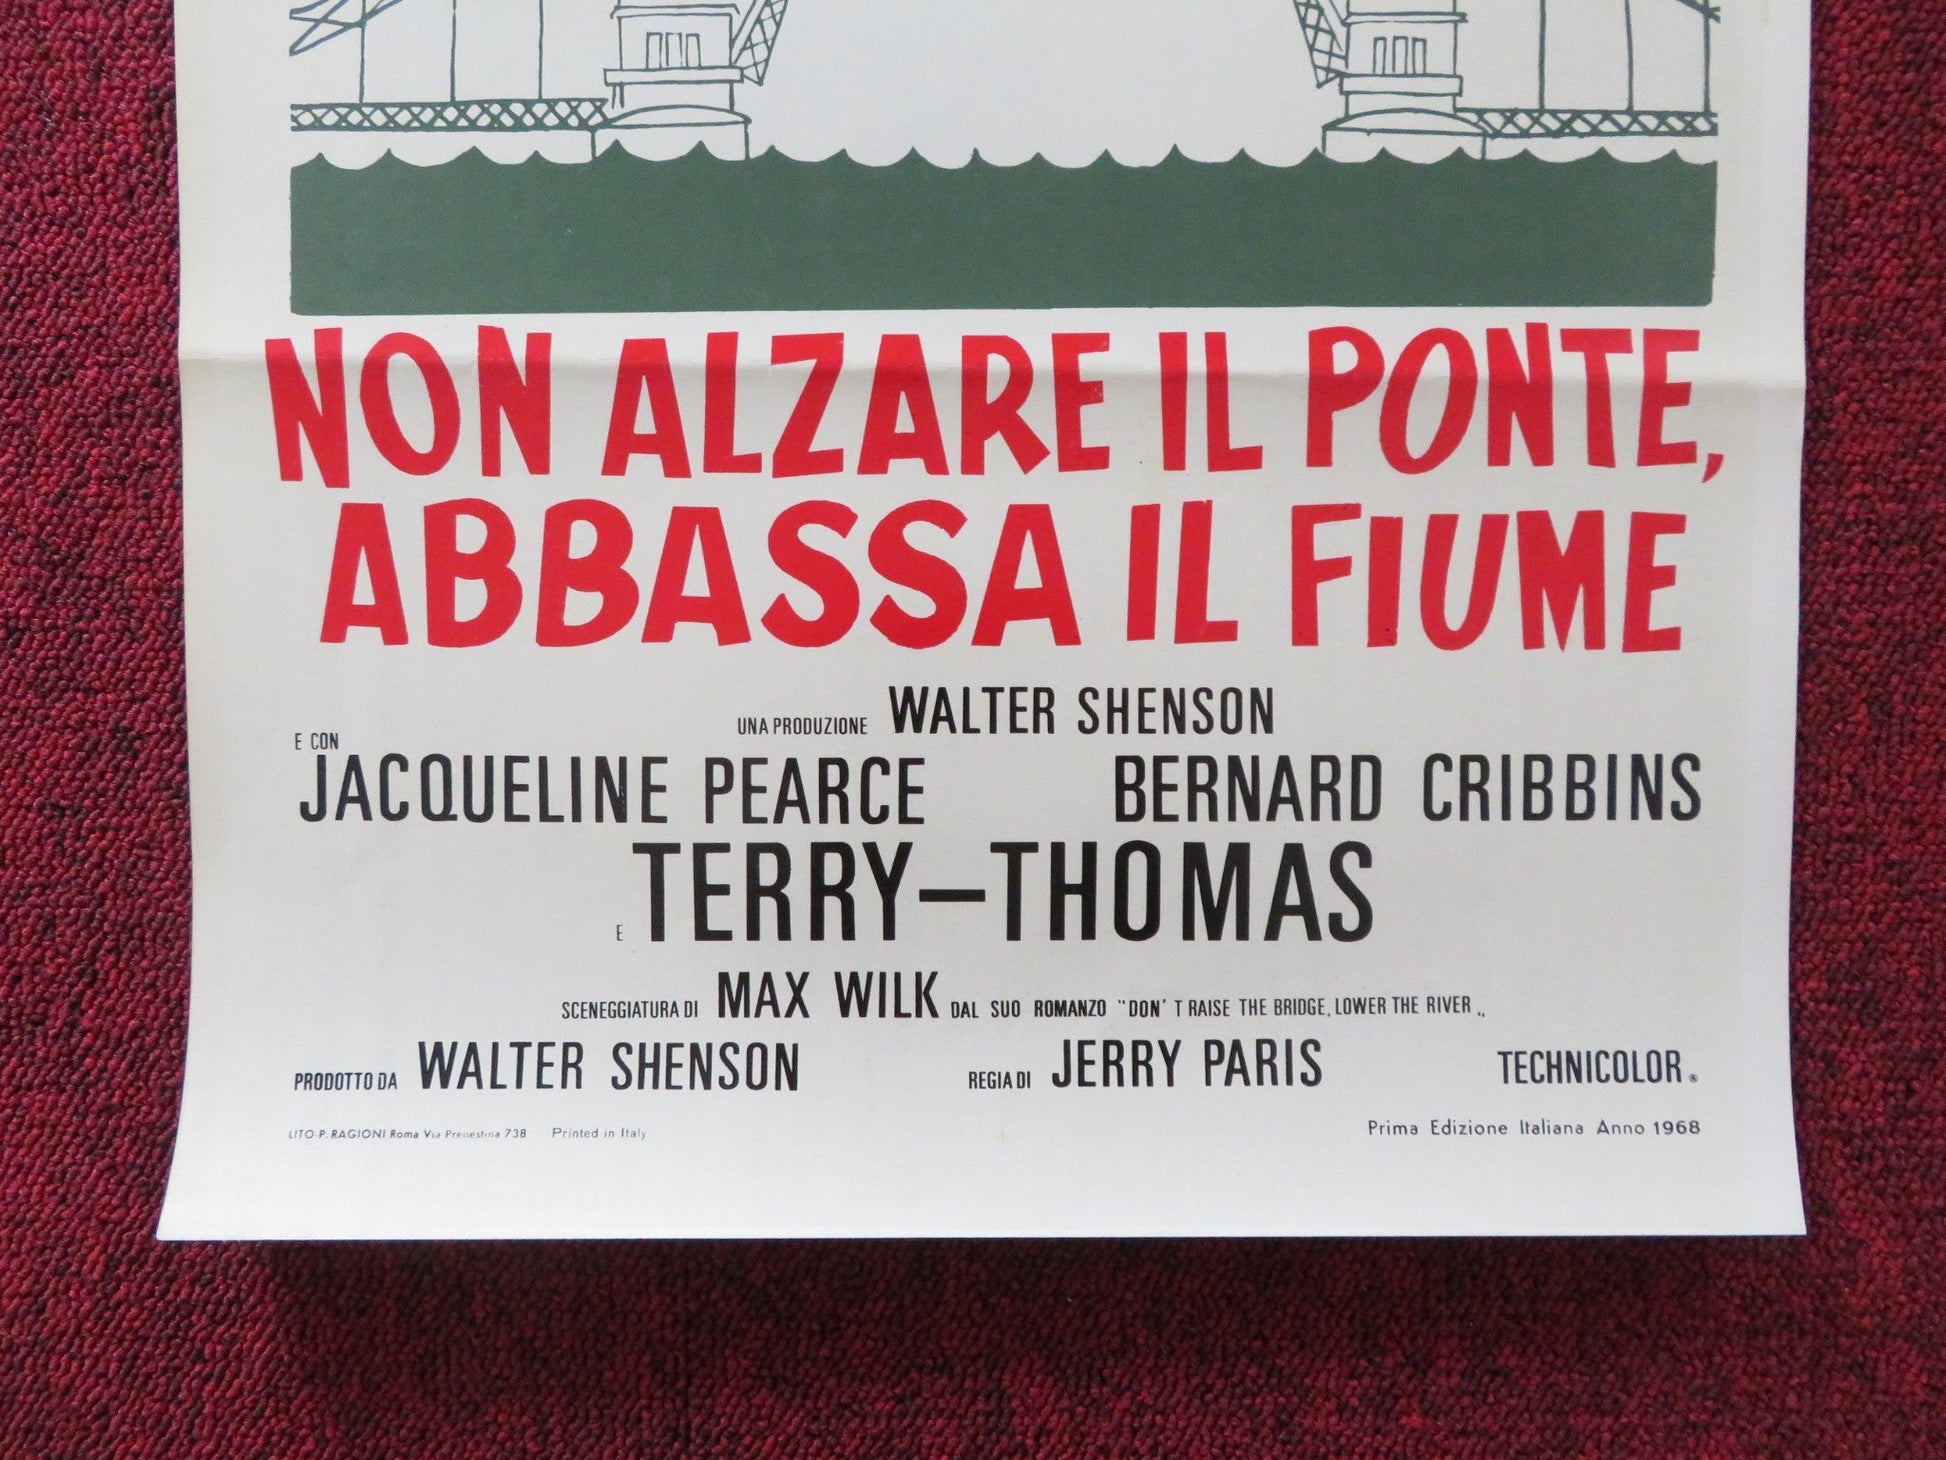 NON ALZARE IL PONTE,
ABBASSA IL FIUME
UNA PRODUZIONE WALTER SHENSON
E CON
JACQUELINE PEARCE BERNARD CRIBBINS
E TERRY–THOMAS
SCENEGGIATURA DI MAX WILK DAL SUO ROMANZO "DON'T RAISE THE BRIDGE, LOWER THE RIVER „
PRODOTTO DA WALTER SHENSON REGIA DI JERRY PARIS TECHNICOLOR ®
LITO-P. RAGIONI Roma Via Prenestina 738 Printed in Italy Prima Edizione Italiana Anno 1968